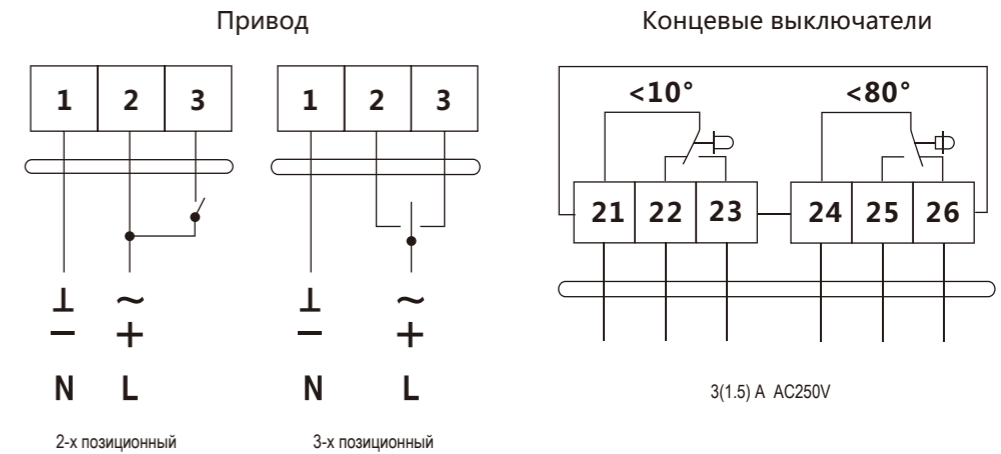 Привод
Концевые выключатели
1 2 3
1 2 3
<10° <80°
21 22 23
24 25 26
⊥ ~
− +
N L
⊥ ~
− +
N L
3(1.5) A AC250V
2-х позиционный
3-х позиционный